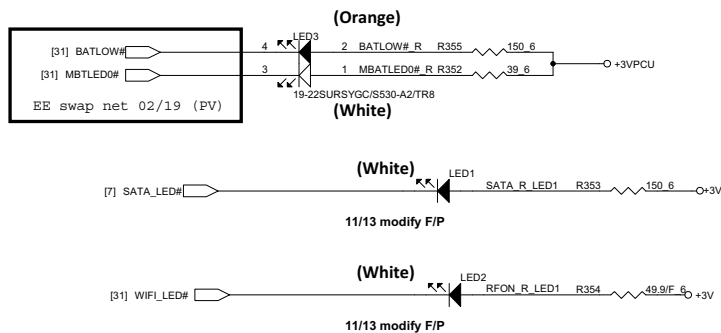 (Orange)
LED3
[31] BATLOW# 4 2 BATLOW#_R R355 150_6
+3VPCU
[31] MBTLED0# 3 1 MBATLED0#_R R352 39_6
19-22SURSYGC/S530-A2/TR8
EE swap net 02/19 (PV)
(White)
(White)
LED1
[7] SATA_LED# SATA_R_LED1 R353 150_6 +3V
11/13 modify F/P
(White)
LED2
[31] WIFI_LED# RFON_R_LED1 R354 49.9/F_6 +3V
11/13 modify F/P